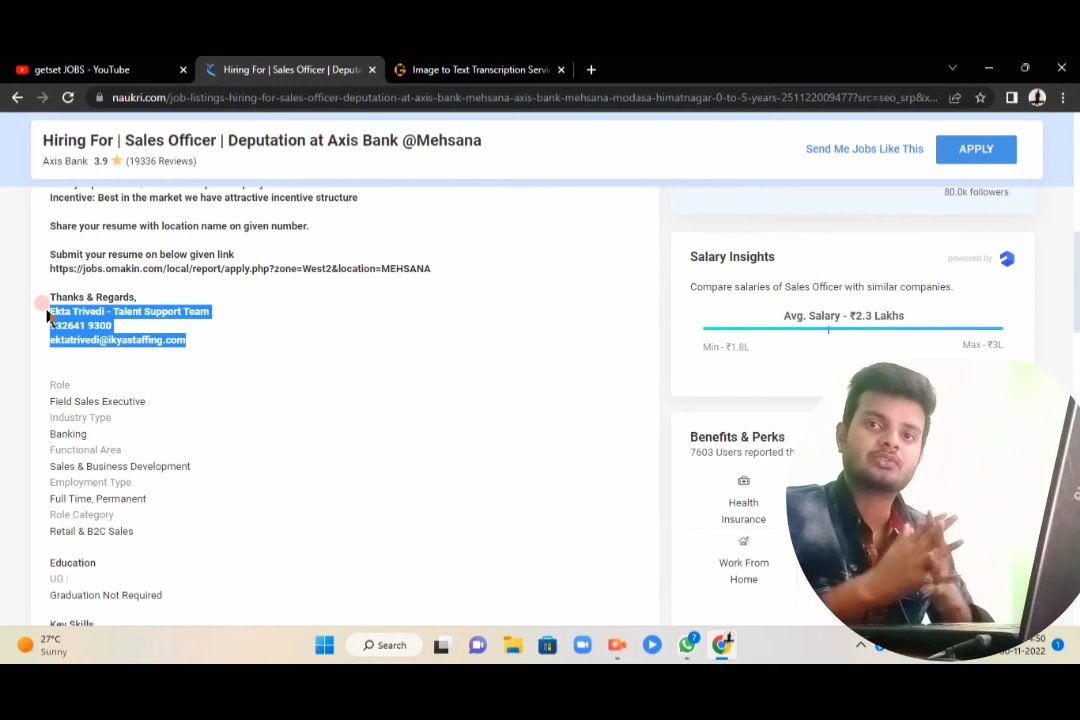 getset JOBS - YouTube
Hiring For | Sales Officer | Deputa
Image to Text Transcription Servi
naukri.com/job-listings-hiring-for-sales-officer-deputation-at-axis-bank-mehsana-axis-bank-mehsana-modasa-himatnagar-0-to-5-years-251122009477?src=seo_srp&x...
Hiring For | Sales Officer | Deputation at Axis Bank @Mehsana
Axis Bank 3.9 (19336 Reviews)
Send Me Jobs Like This
APPLY
80.0k followers
Incentive: Best in the market we have attractive incentive structure
Share your resume with location name on given number.
Submit your resume on below given link
https://jobs.omakin.com/local/report/apply.php?zone=West2&location=MEHSANA
Thanks & Regards,
Ekta Trivedi - Talent Support Team
32641 9300
ektatrivedi@ikyastaffing.com
Role
Field Sales Executive
Industry Type
Banking
Functional Area
Sales & Business Development
Employment Type
Full Time, Permanent
Role Category
Retail & B2C Sales
Education
UG :
Graduation Not Required
Key Skills
Salary Insights
powered by
Compare salaries of Sales Officer with similar companies.
Avg. Salary - ₹2.3 Lakhs
Min - ₹1.8L
Max - ₹3L
Benefits & Perks
7603 Users reported th
Health
Insurance
Work From
Home
27°C
Sunny
Search
7
4:50
0-11-2022
1